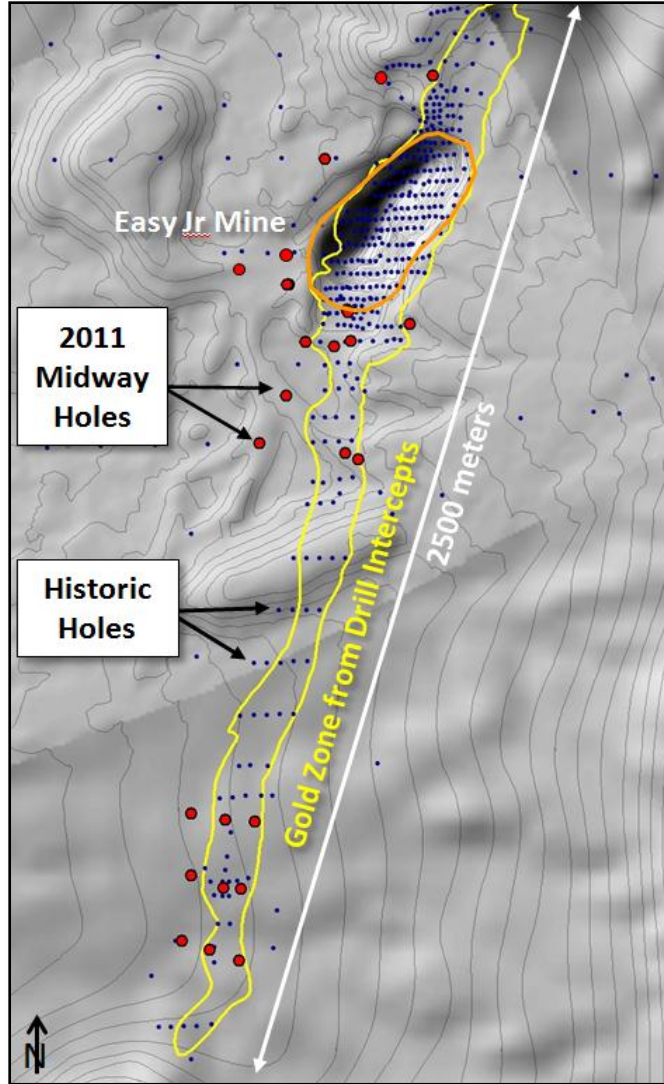 Easy Jr Mine
2011
Midway
Holes
Historic
Holes
Gold Zone from Drill Intercepts
2500 meters
N